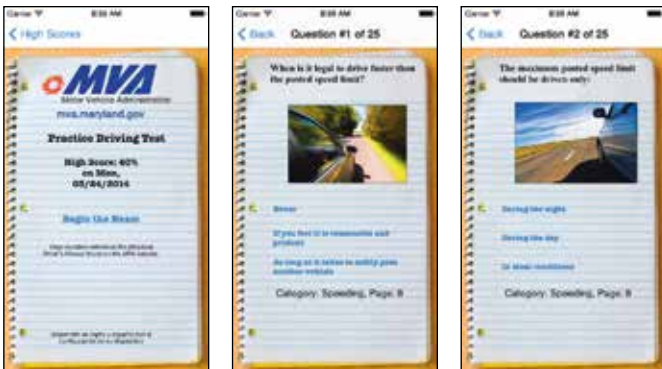 Carrier 8:35 AM
High Scores
MVA
Motor Vehicle Administration
mva.maryland.gov
Practice Driving Test
High Score: 40%
on Mon,
05/26/2014
Begin the Exam
Carrier 8:35 AM
Back Question #1 of 25
When is it legal to drive faster than
the posted speed limit?
Never
If you feel it is reasonable and
prudent
As long as it takes to safely pass
another vehicle
Category: Speeding, Page: 8
Carrier 8:35 AM
Back Question #2 of 25
The maximum posted speed limit
should be driven only:
During the night
During the day
In ideal conditions
Category: Speeding, Page: 8